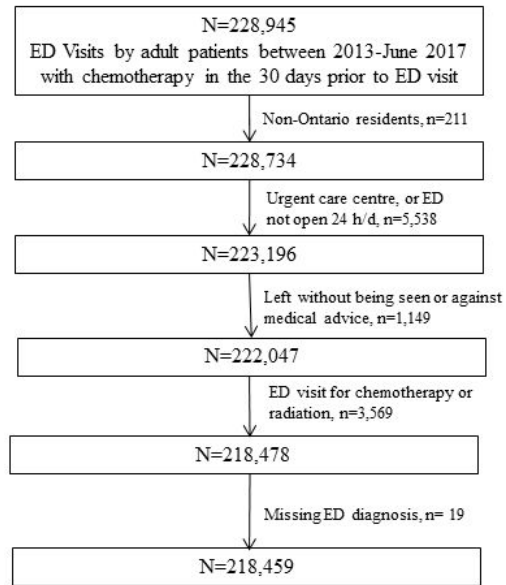 N=228,945
ED Visits by adult patients between 2013-June 2017
with chemotherapy in the 30 days prior to ED visit
Non-Ontario residents, n=211
N=228,734
Urgent care centre, or ED
not open 24 h/d, n=5,538
N=223,196
Left without being seen or against
medical advice, n=1,149
N=222,047
ED visit for chemotherapy or
radiation, n=3,569
N=218,478
Missing ED diagnosis, n= 19
N=218,459